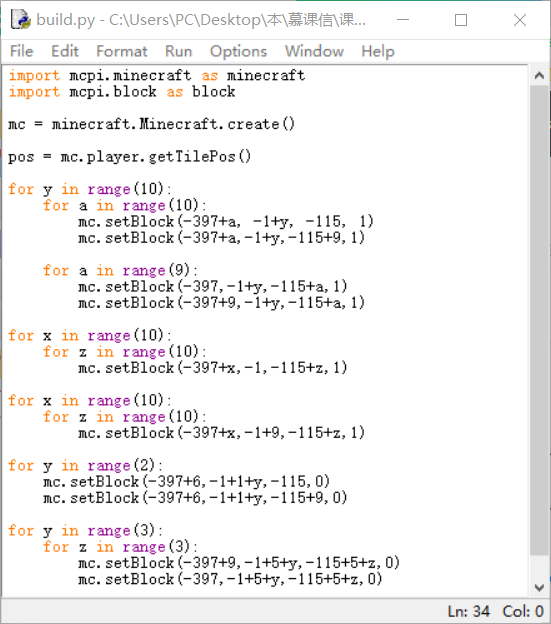 build.py - C:\Users\PC\Desktop\本\慕课信\课...
File Edit Format Run Options Window Help
import mcpi.minecraft as minecraft
import mcpi.block as block
mc = minecraft.Minecraft.create()
pos = mc.player.getTilePos()
for y in range(10):
    for a in range(10):
        mc.setBlock(-397+a, -1+y, -115, 1)
        mc.setBlock(-397+a,-1+y,-115+9,1)
    for a in range(9):
        mc.setBlock(-397,-1+y,-115+a,1)
        mc.setBlock(-397+9,-1+y,-115+a,1)
for x in range(10):
    for z in range(10):
        mc.setBlock(-397+x,-1,-115+z,1)
for x in range(10):
    for z in range(10):
        mc.setBlock(-397+x,-1+9,-115+z,1)
for y in range(2):
    mc.setBlock(-397+6,-1+1+y,-115,0)
    mc.setBlock(-397+6,-1+1+y,-115+9,0)
for y in range(3):
    for z in range(3):
        mc.setBlock(-397+9,-1+5+y,-115+5+z,0)
        mc.setBlock(-397,-1+5+y,-115+5+z,0)
Ln: 34 Col: 0